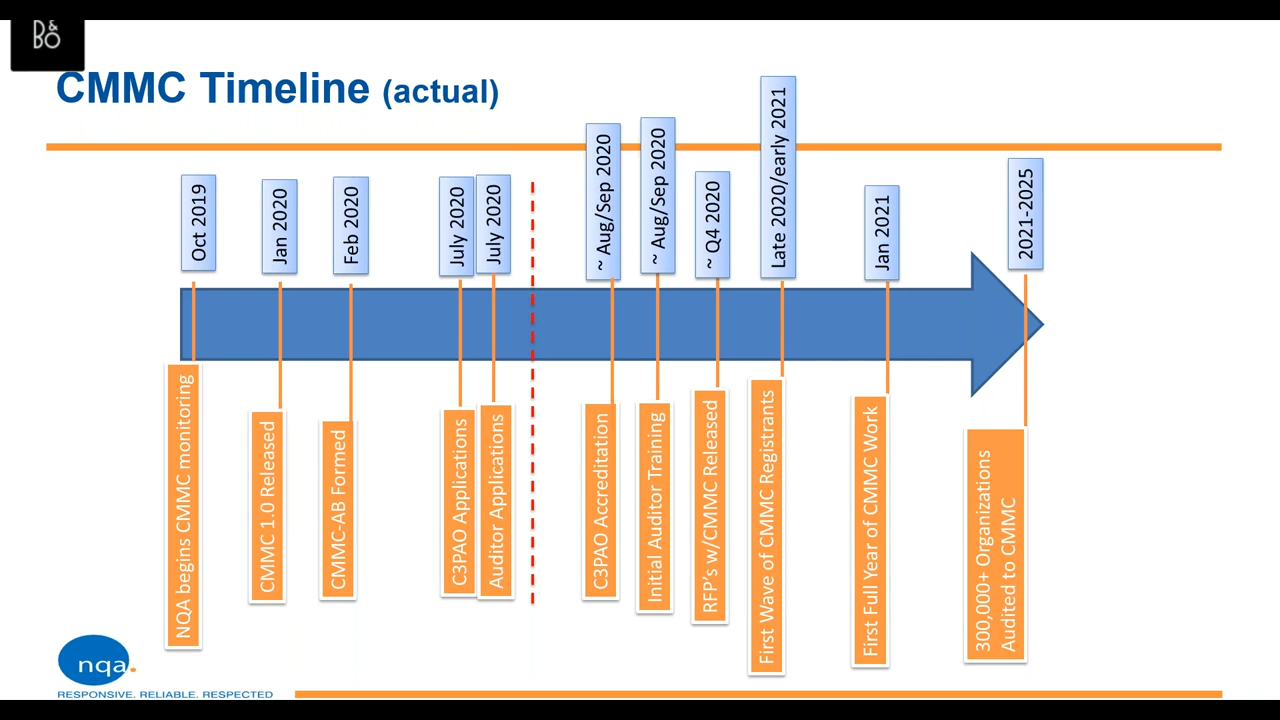 B&O
CMMC Timeline (actual)
Oct 2019
Jan 2020
Feb 2020
July 2020
July 2020
~ Aug/Sep 2020
~ Aug/Sep 2020
~ Q4 2020
Late 2020/early 2021
Jan 2021
2021-2025
NQA begins CMMC monitoring
CMMC 1.0 Released
CMMC-AB Formed
C3PAO Applications
Auditor Applications
C3PAO Accreditation
Initial Auditor Training
RFP's w/CMMC Released
First Wave of CMMC Registrants
First Full Year of CMMC Work
300,000+ Organizations
Audited to CMMC
nqa.
RESPONSIVE. RELIABLE. RESPECTED